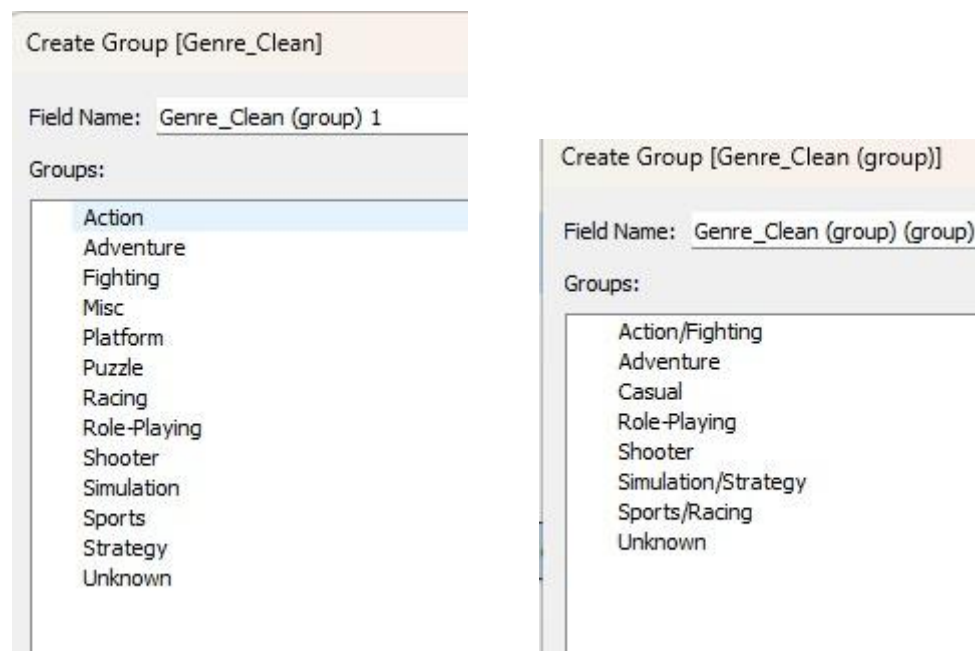 Create Group [Genre_Clean]
Field Name: Genre_Clean (group) 1
Groups:
Action
Adventure
Fighting
Misc
Platform
Puzzle
Racing
Role-Playing
Shooter
Simulation
Sports
Strategy
Unknown
Create Group [Genre_Clean (group)]
Field Name: Genre_Clean (group) (group)
Groups:
Action/Fighting
Adventure
Casual
Role-Playing
Shooter
Simulation/Strategy
Sports/Racing
Unknown